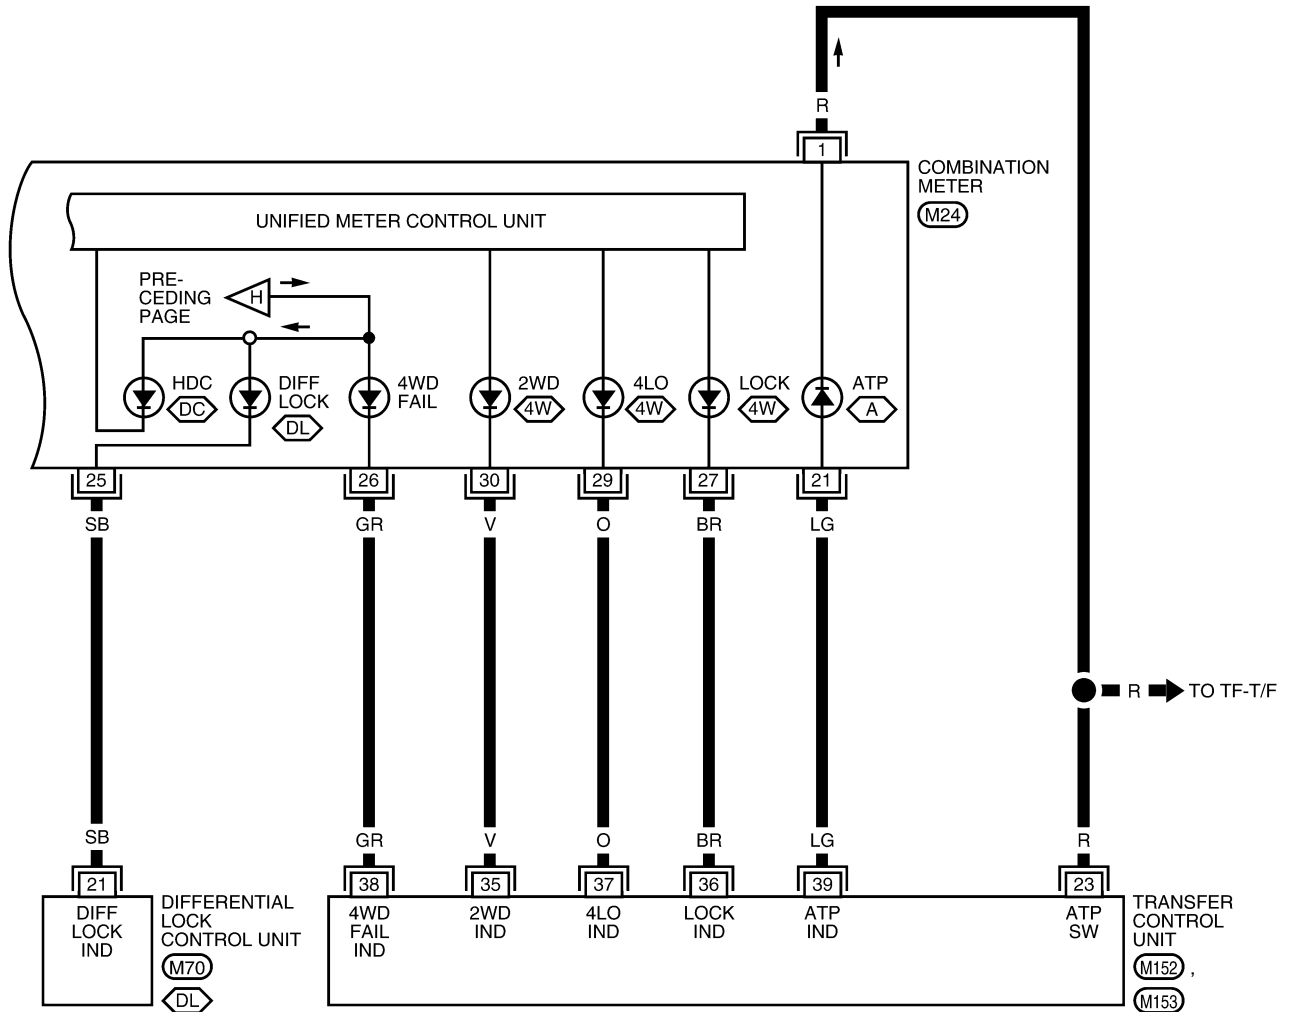 R
1
COMBINATION
METER
M24
UNIFIED METER CONTROL UNIT
PRE-
CEDING
PAGE
H
HDC
DC
DIFF
LOCK
DL
4WD
FAIL
2WD
4W
4LO
4W
LOCK
4W
ATP
A
25
26
30
29
27
21
SB
GR
V
O
BR
LG
R
TO TF-T/F
SB
GR
V
O
BR
LG
R
21
38
35
37
36
39
23
DIFF
LOCK
IND
DIFFERENTIAL
LOCK
CONTROL UNIT
M70
DL
4WD
FAIL
IND
2WD
IND
4LO
IND
LOCK
IND
ATP
IND
ATP
SW
TRANSFER
CONTROL
UNIT
M152 ,
M153